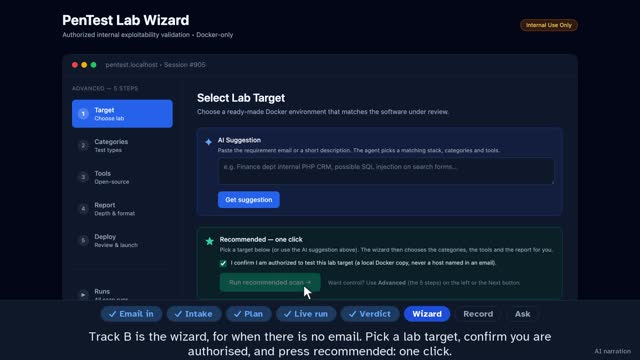 PenTest Lab Wizard
Authorized internal exploitability validation • Docker-only
Internal Use Only
pentest.localhost • Session #905
ADVANCED — 5 STEPS
1
Target
Choose lab
2
Categories
Test types
3
Tools
Open-source
4
Report
Depth & format
5
Deploy
Review & launch
Runs
Select Lab Target
Choose a ready-made Docker environment that matches the software under review.
AI Suggestion
Paste the requirement email or a short description. The agent picks a matching stack, categories and tools.
e.g. Finance dept internal PHP CRM, possible SQL injection on search forms...
Get suggestion
Recommended — one click
Pick a target below (or use the AI suggestion above). The wizard then chooses the categories, the tools and the report for you.
I confirm I am authorized to test this lab target (a local Docker copy, never a host named in an email).
Run recommended scan →
Want control? Use Advanced (the 5 steps) on the left or the Next button.
✓ Email in
✓ Intake
✓ Plan
✓ Live run
✓ Verdict
Wizard
Record
Ask
Track B is the wizard, for when there is no email. Pick a lab target, confirm you are
authorised, and press recommended: one click.
AI narration